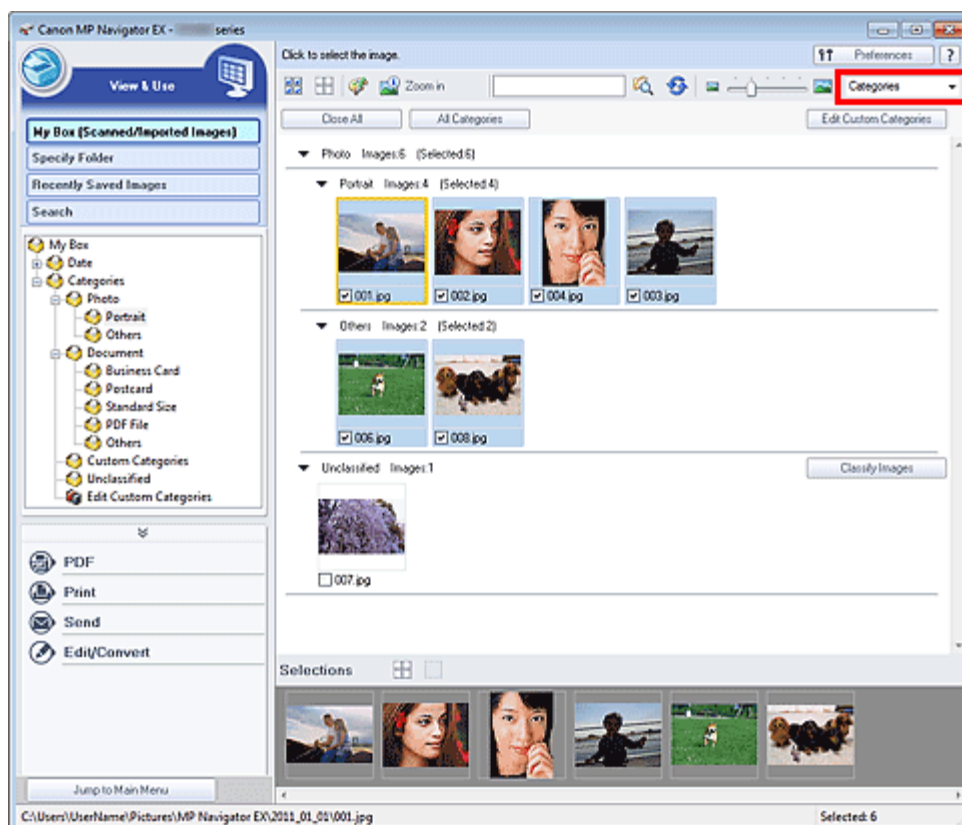 Canon MP Navigator EX - series
View & Use
My Box (Scanned/Imported Images)
Specify Folder
Recently Saved Images
Search
My Box
Date
Categories
Photo
Portrait
Others
Document
Business Card
Postcard
Standard Size
PDF File
Others
Custom Categories
Unclassified
Edit Custom Categories
PDF
Print
Send
Edit/Convert
Jump to Main Menu
Click to select the image.
Preferences
?
Zoom in
Categories
Close All
All Categories
Edit Custom Categories
Photo Images:6 (Selected:6)
Portrait Images:4 (Selected:4)
001.jpg 002.jpg 004.jpg 003.jpg
Others Images:2 (Selected:2)
006.jpg 008.jpg
Unclassified Images:1
Classify Images
007.jpg
Selections
C:\Users\UserName\Pictures\MP Navigator EX\2011_01_01\001.jpg
Selected: 6